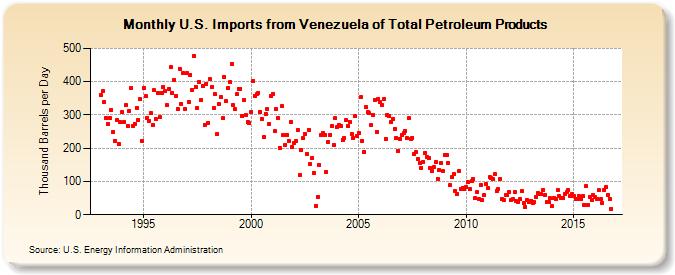 Monthly U.S. Imports from Venezuela of Total Petroleum Products
Thousand Barrels per Day
500
400
300
200
100
0
1995 2000 2005 2010 2015
Source: U.S. Energy Information Administration